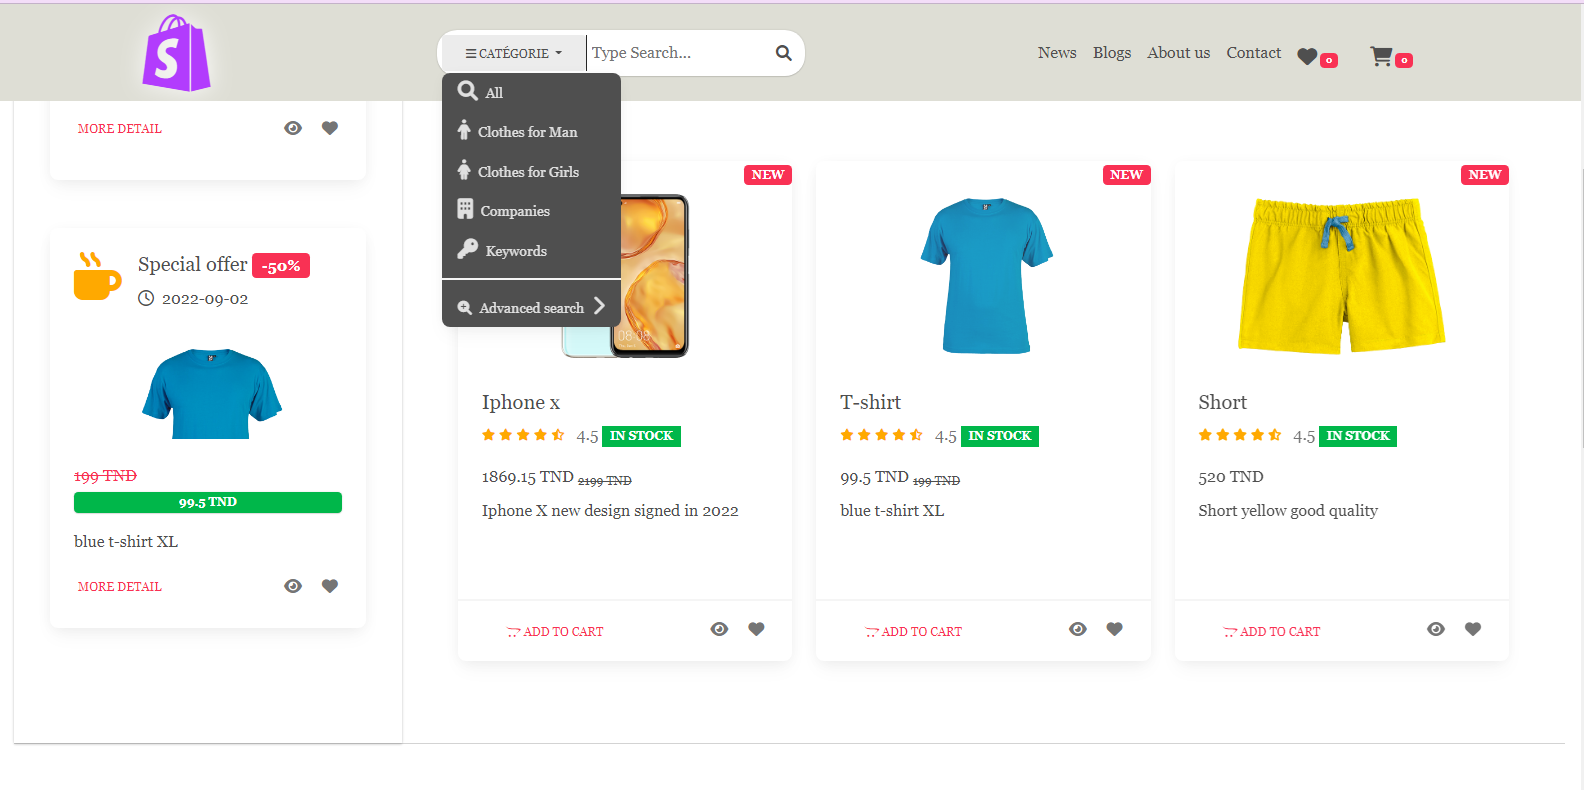 S
CATÉGORIE
Type Search...
News
Blogs
About us
Contact
0
0
All
Clothes for Man
Clothes for Girls
Companies
Keywords
Advanced search
MORE DETAIL
Special offer -50%
2022-09-02
199 TND
99.5 TND
blue t-shirt XL
MORE DETAIL
NEW
08:08
Iphone x
4.5 IN STOCK
1869.15 TND 2199 TND
Iphone X new design signed in 2022
ADD TO CART
NEW
T-shirt
4.5 IN STOCK
99.5 TND 199 TND
blue t-shirt XL
ADD TO CART
NEW
Short
4.5 IN STOCK
520 TND
Short yellow good quality
ADD TO CART